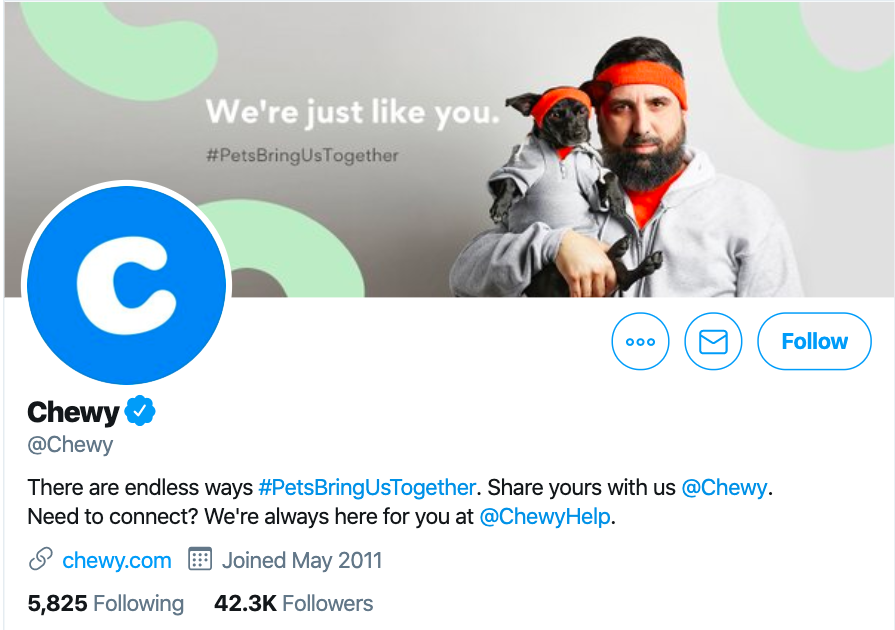 We're just like you.
#PetsBringUsTogether
C
Follow
Chewy
@Chewy
There are endless ways #PetsBringUsTogether. Share yours with us @Chewy.
Need to connect? We're always here for you at @ChewyHelp.
chewy.com Joined May 2011
5,825 Following 42.3K Followers